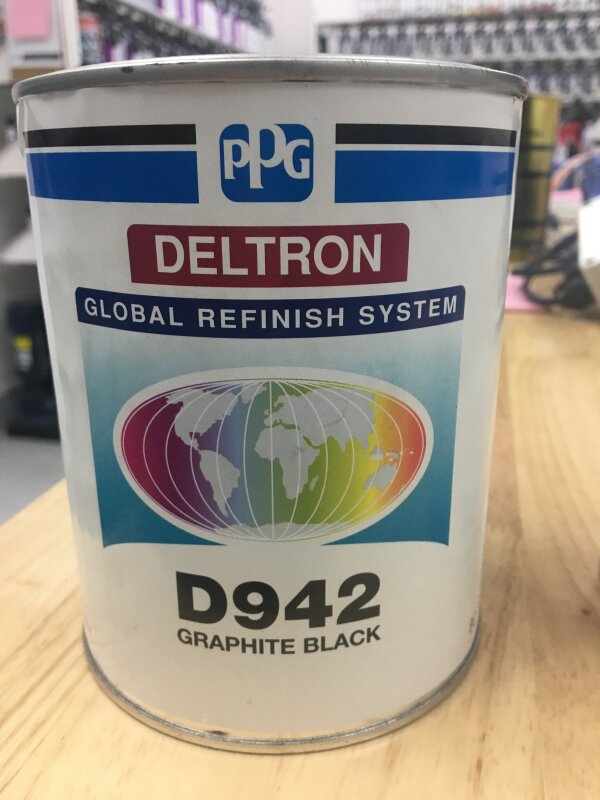 PPG
DELTRON
GLOBAL REFINISH SYSTEM
D942
GRAPHITE BLACK